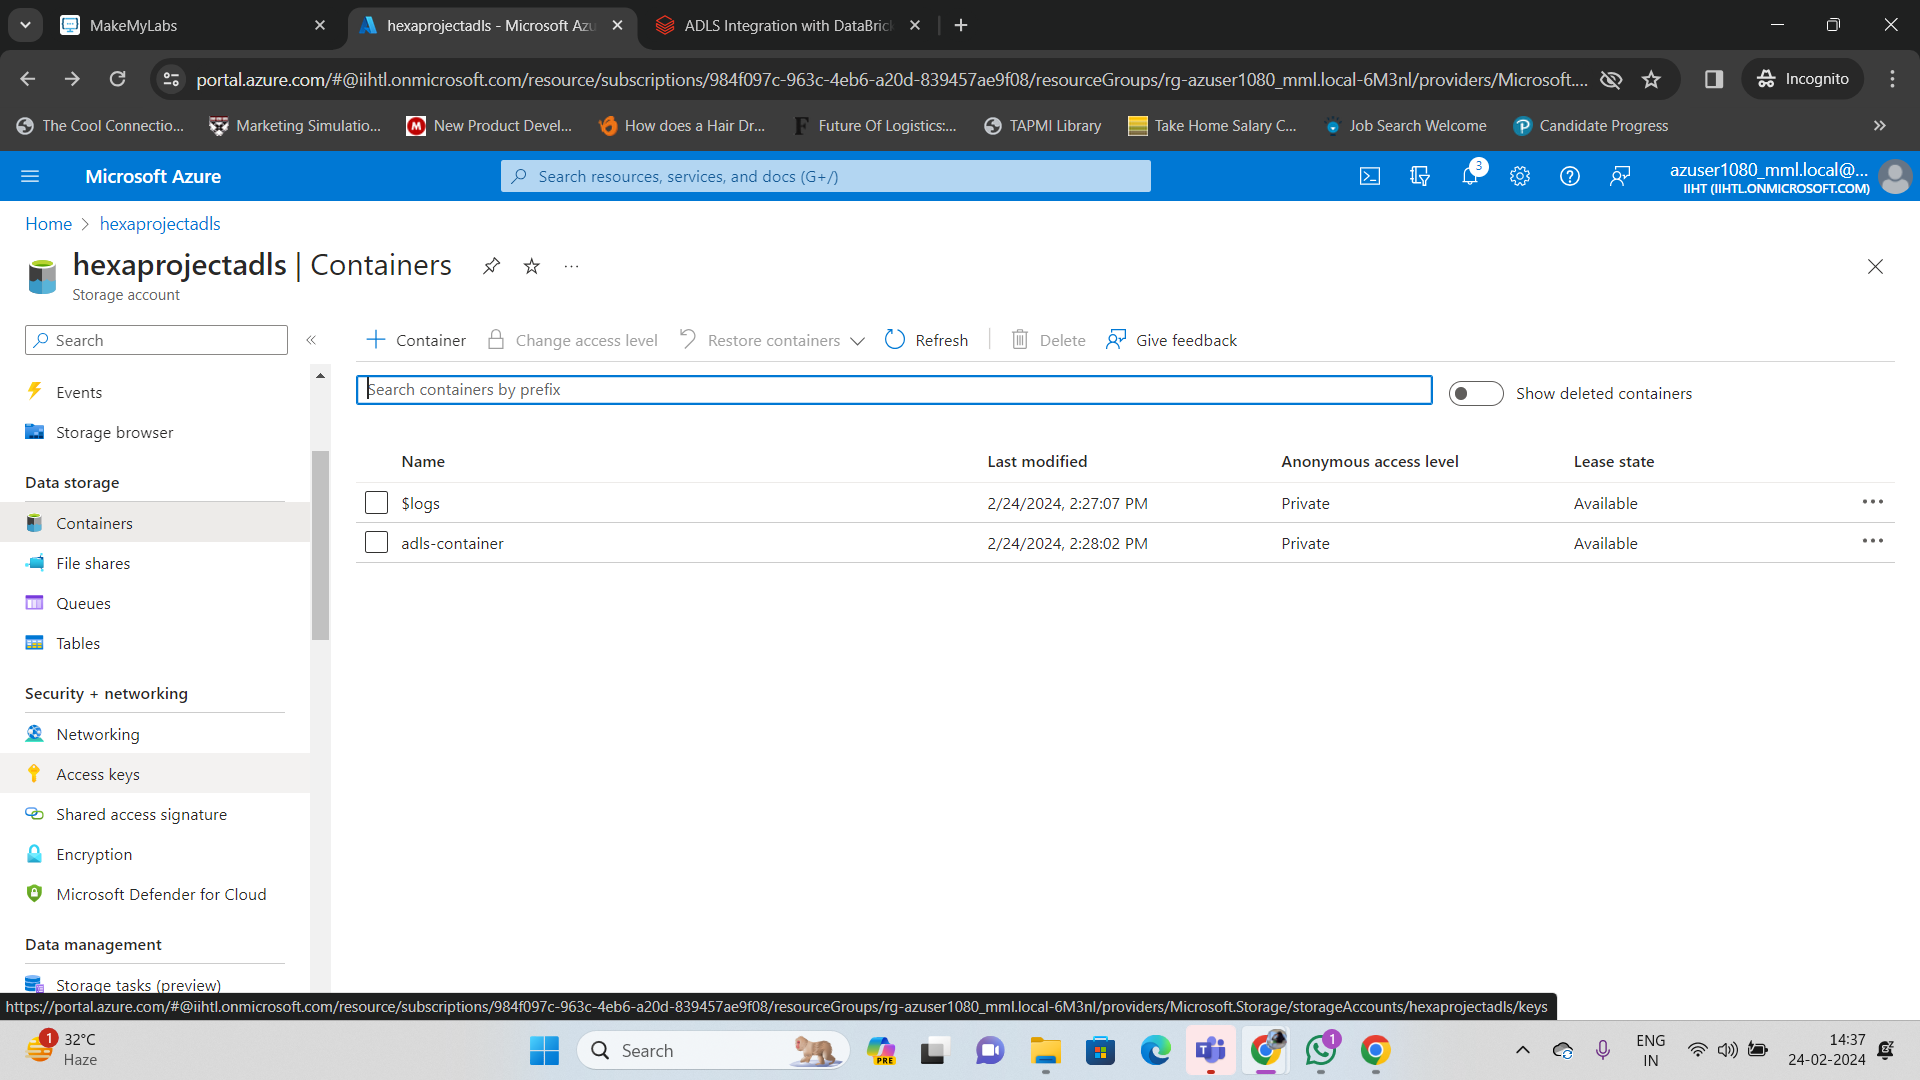 MakeMyLabs
hexaprojectadls - Microsoft Azu
ADLS Integration with DataBrick
portal.azure.com/#@iihtl.onmicrosoft.com/resource/subscriptions/984f097c-963c-4eb6-a20d-839457ae9f08/resourceGroups/rg-azuser1080_mml.local-6M3nl/providers/Microsoft....
Incognito
The Cool Connectio...
Marketing Simulatio...
New Product Devel...
How does a Hair Dr...
Future Of Logistics:...
TAPMI Library
Take Home Salary C...
Job Search Welcome
Candidate Progress
Microsoft Azure
Search resources, services, and docs (G+/)
3
azuser1080_mml.local@...
IIHT (IIHTL.ONMICROSOFT.COM)
Home > hexaprojectadls
hexaprojectadls | Containers
Storage account
Search
Container
Change access level
Restore containers
Refresh
Delete
Give feedback
Search containers by prefix
Show deleted containers
Events
Storage browser
Data storage
Containers
File shares
Queues
Tables
Security + networking
Networking
Access keys
Shared access signature
Encryption
Microsoft Defender for Cloud
Data management
Storage tasks (preview)
Name Last modified Anonymous access level Lease state
$logs 2/24/2024, 2:27:07 PM Private Available
adls-container 2/24/2024, 2:28:02 PM Private Available
https://portal.azure.com/#@iihtl.onmicrosoft.com/resource/subscriptions/984f097c-963c-4eb6-a20d-839457ae9f08/resourceGroups/rg-azuser1080_mml.local-6M3nl/providers/Microsoft.Storage/storageAccounts/hexaprojectadls/keys
1
32°C
Haze
Search
PRE
1
ENG
IN
14:37
24-02-2024